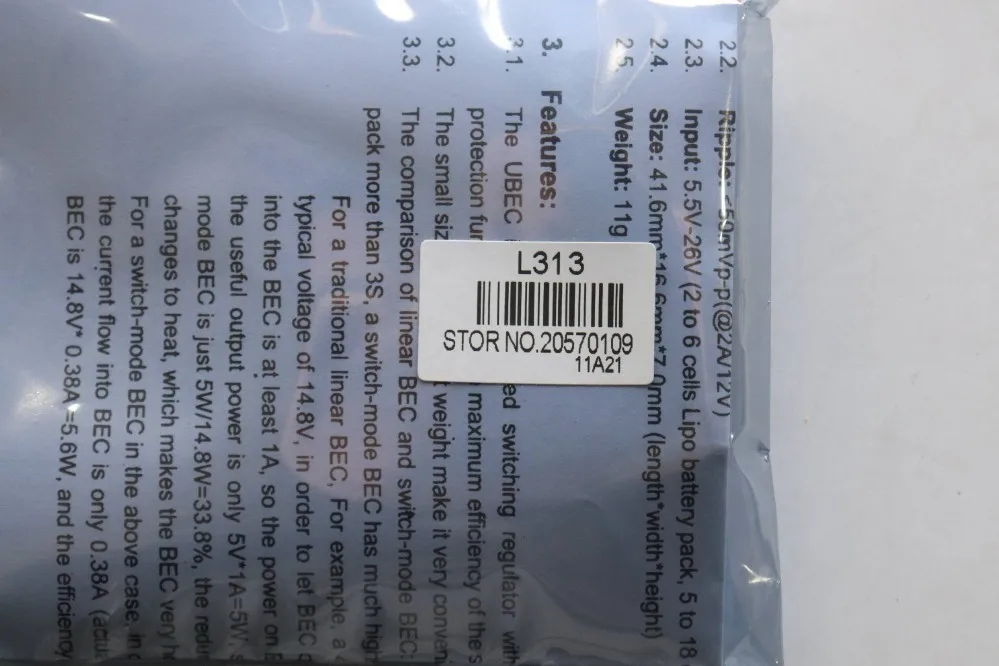 2.2. Ripple: <50mVp-p(@2A/12V)
2.3. Input: 5.5V-26V (2 to 6 cells Lipo battery pack, 5 to 18
2.4. Size: 41.6mm*16.6mm*7.0mm (length*width*height)
2.5. Weight: 11g
3. Features:
3.1. The UBEC switching regulator with
protection maximum efficiency of the
3.2. The small weight make it very
3.3. The comparison of linear BEC and switch-mode BEC:
pack more than 3S, a switch-mode BEC has much
For a traditional linear BEC, For example, a
typical voltage of 14.8V, in order to let BEC
into the BEC is at least 1A, so the power on
the useful output power is only 5V*1A=5W,
mode BEC is just 5W/14.8W=33.8%, the
changes to heat, which makes the BEC very
For a switch-mode BEC in the above case, in
the current flow into BEC is only 0.38A
BEC is 14.8V* 0.38A =5.6W, and the efficiency
L313
STOR NO.20570109
11A21